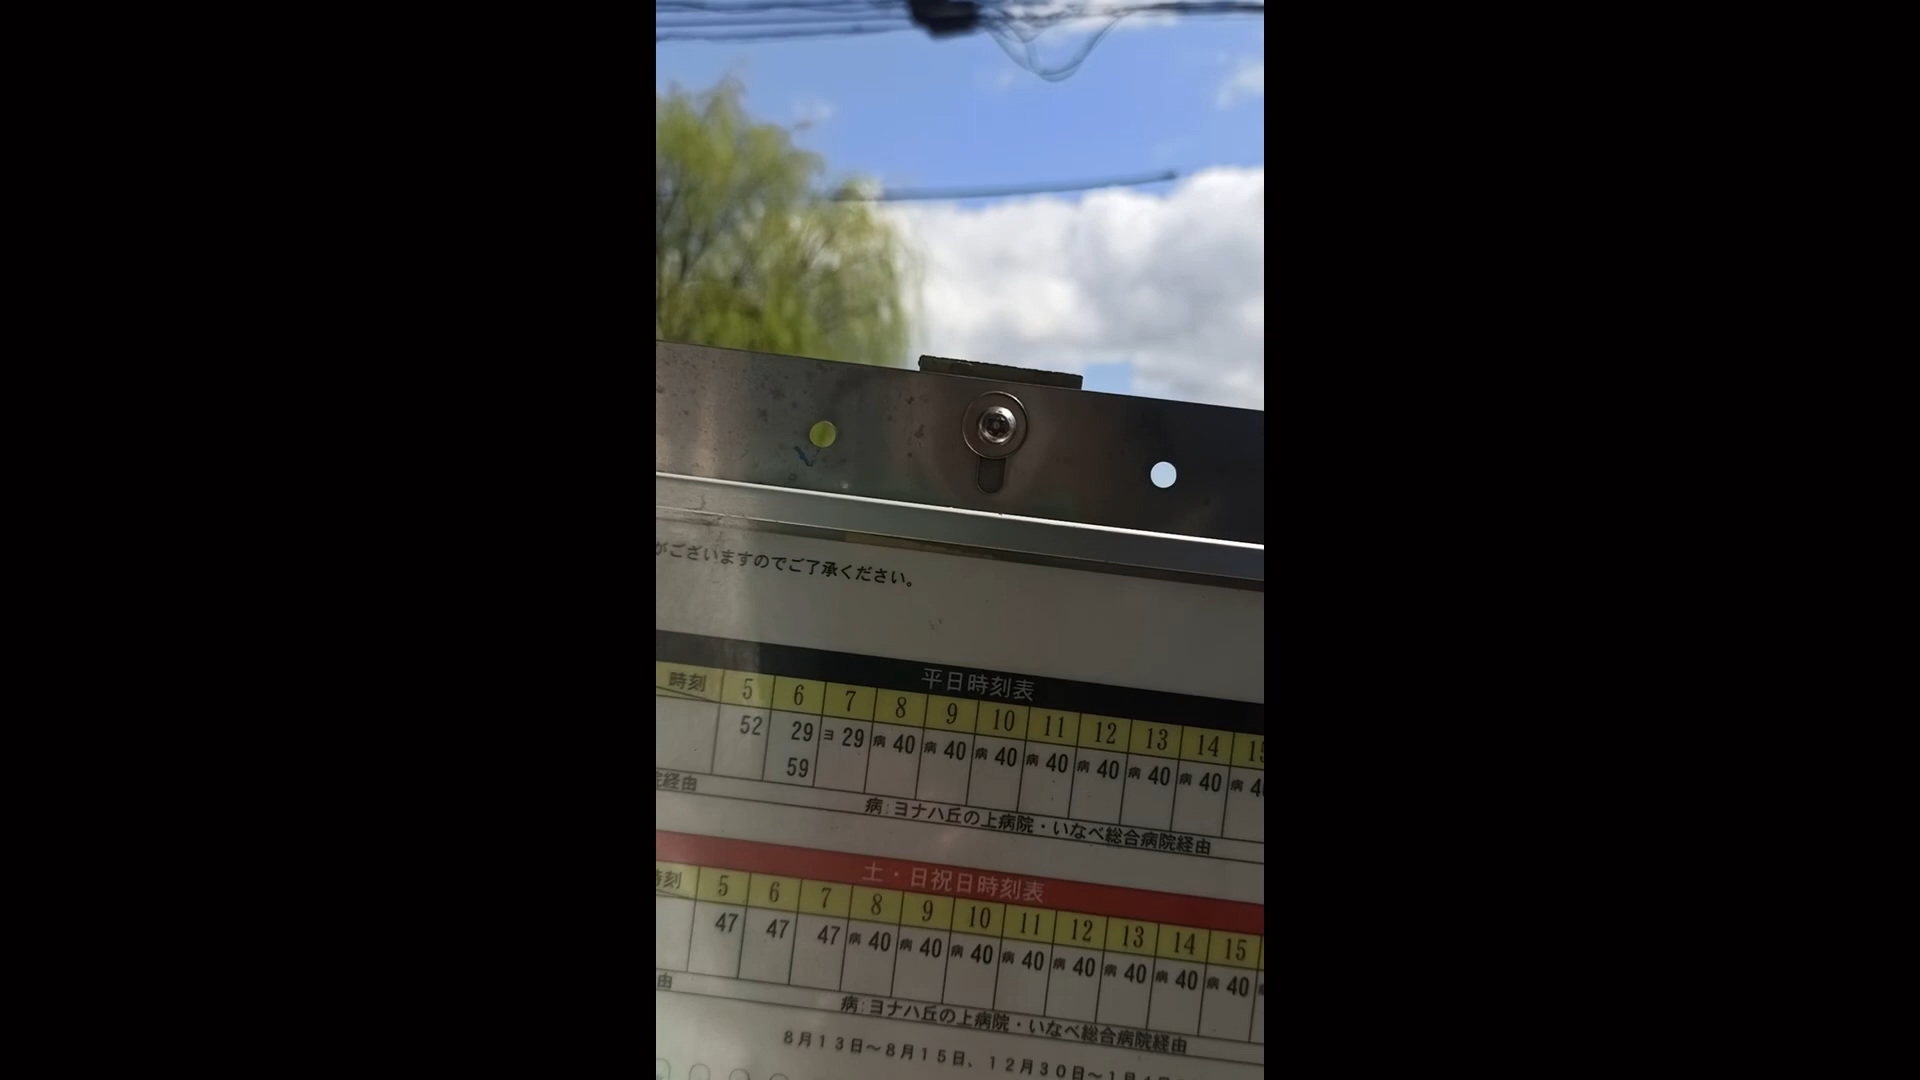 がございますのでご了承ください。
平日時刻表
時刻 5 6 7 8 9 10 11 12 13 14 15
52 29 ヨ 29 病 40 病 40 病 40 病 40 病 40 病 40 病 40 病 4
59
院経由
病:ヨナハ丘の上病院・いなべ総合病院経由
土・日祝日時刻表
時刻 5 6 7 8 9 10 11 12 13 14 15
47 47 47 病 40 病 40 病 40 病 40 病 40 病 40 病 40 病 40
由
病:ヨナハ丘の上病院・いなべ総合病院経由
8月13日~8月15日、12月30日~1月